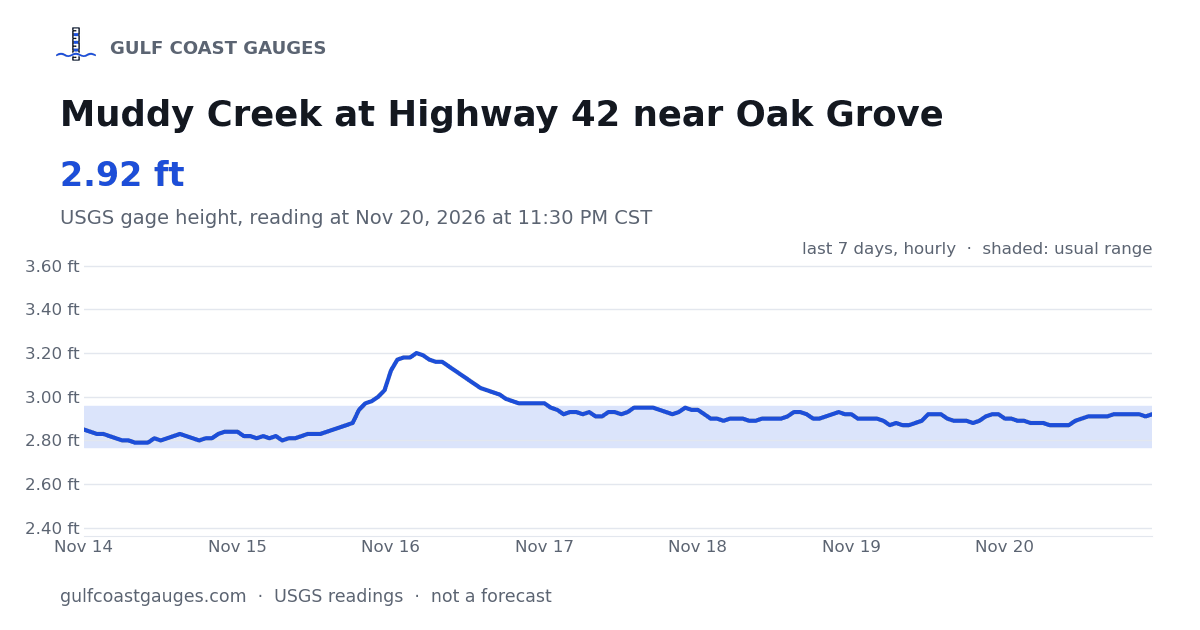 GULF COAST GAUGES
Muddy Creek at Highway 42 near Oak Grove
2.92 ft
USGS gage height, reading at Nov 20, 2026 at 11:30 PM CST
last 7 days, hourly · shaded: usual range
3.60 ft
3.40 ft
3.20 ft
3.00 ft
2.80 ft
2.60 ft
2.40 ft
Nov 14 Nov 15 Nov 16 Nov 17 Nov 18 Nov 19 Nov 20
gulfcoastgauges.com · USGS readings · not a forecast